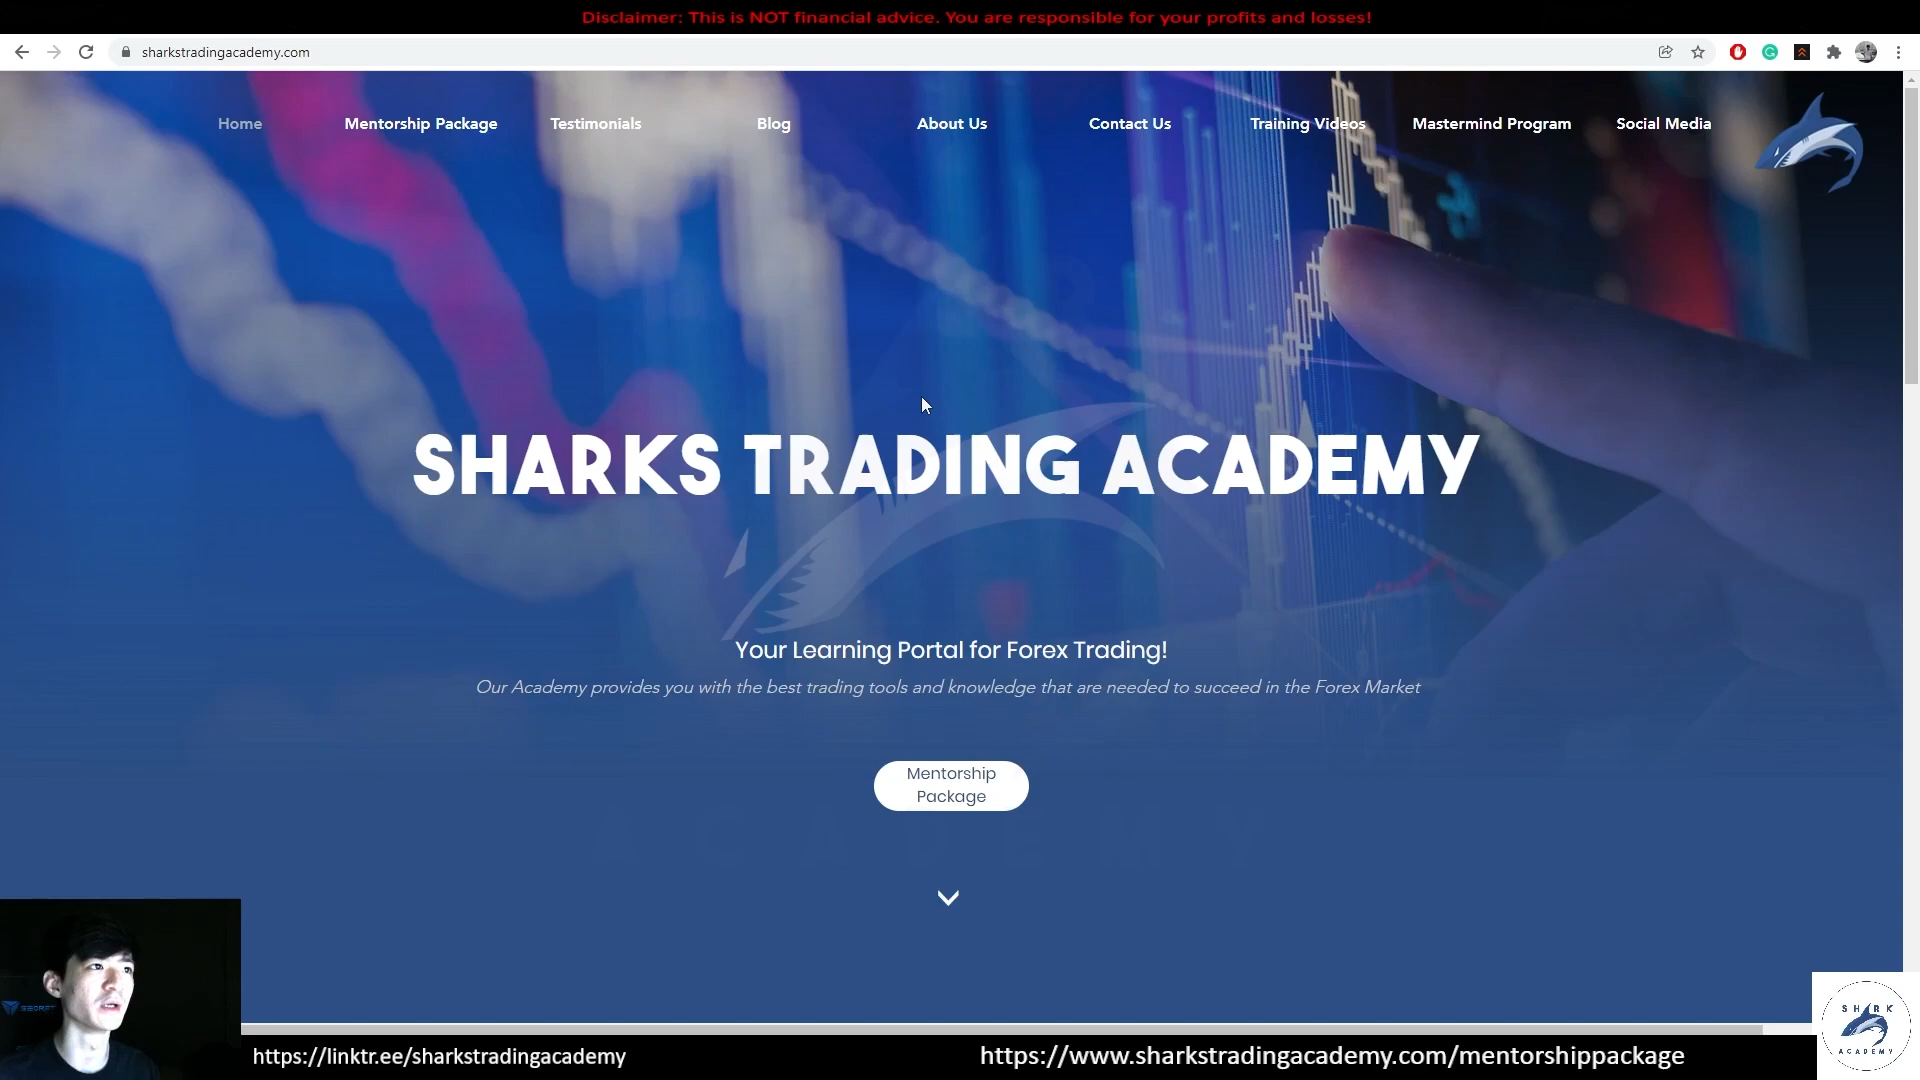 Disclaimer: This is NOT financial advice. You are responsible for your profits and losses!
sharkstradingacademy.com
Home Mentorship Package Testimonials Blog About Us Contact Us Training Videos Mastermind Program Social Media
SHARKS TRADING ACADEMY
Your Learning Portal for Forex Trading!
Our Academy provides you with the best trading tools and knowledge that are needed to succeed in the Forex Market
Mentorship
Package
https://linktr.ee/sharkstradingacademy
https://www.sharkstradingacademy.com/mentorshippackage
SHARK
ACADEMY